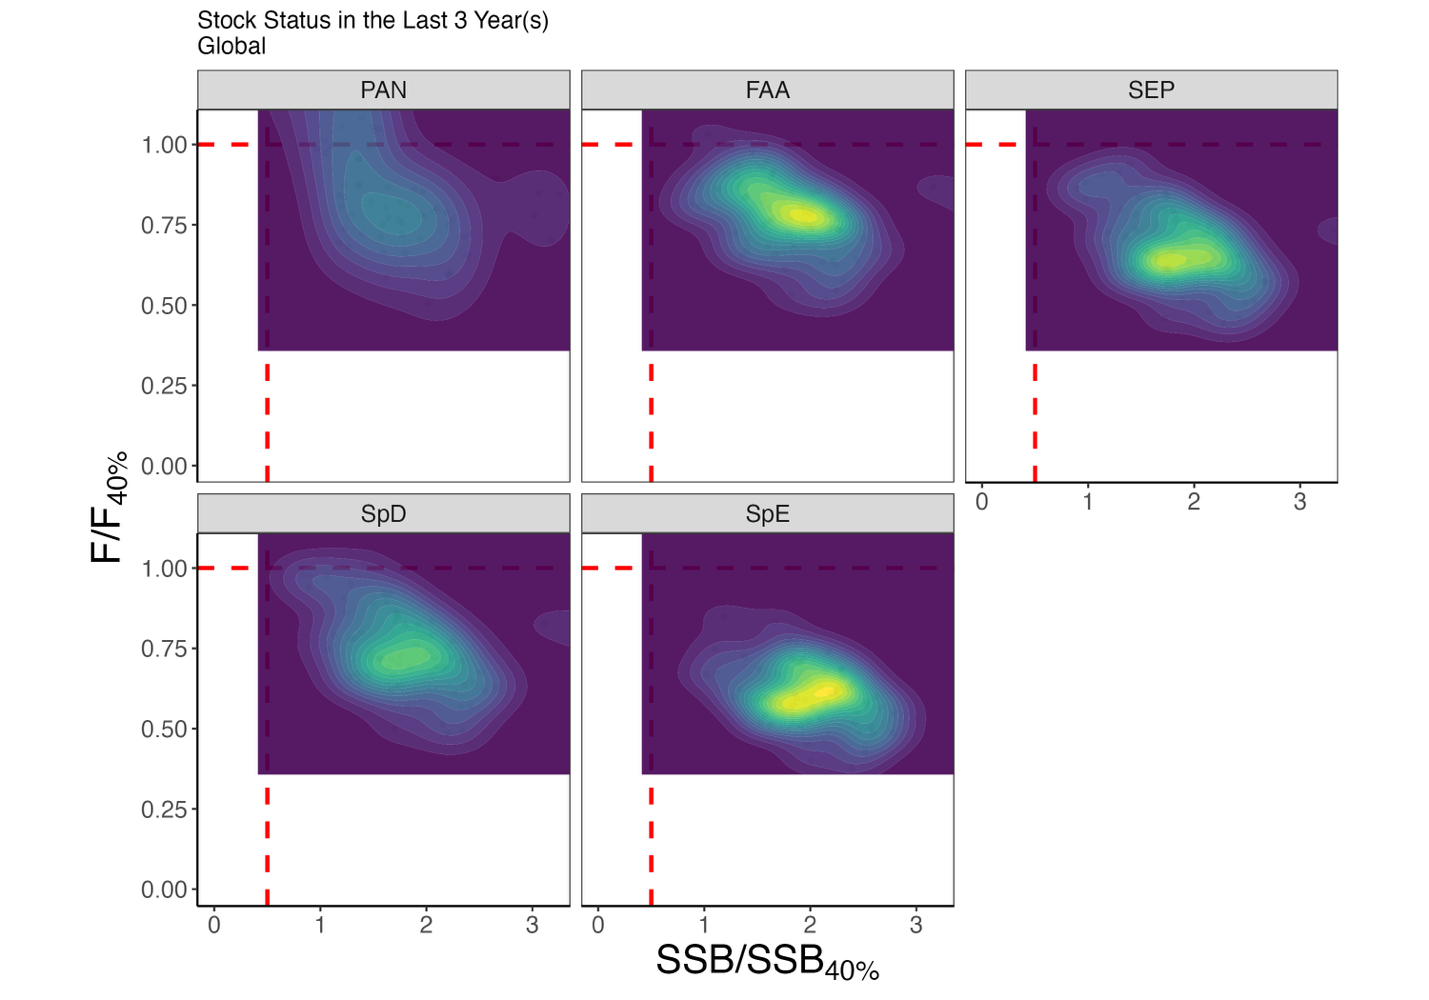 Stock Status in the Last 3 Year(s)
Global
PAN
FAA
SEP
1.00
0.75
0.50
0.25
0.00
0 1 2 3
SpD
SpE
1.00
0.75
0.50
0.25
0.00
0 1 2 3
0 1 2 3
F/F40%
SSB/SSB40%